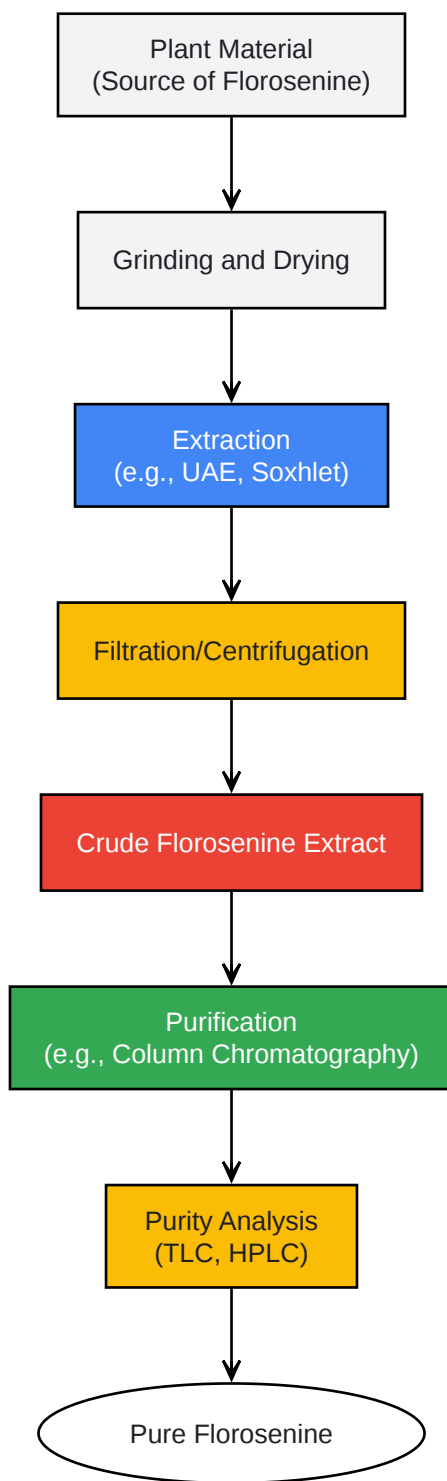 Plant Material
(Source of Florosenine)
Grinding and Drying
Extraction
(e.g., UAE, Soxhlet)
Filtration/Centrifugation
Crude Florosenine Extract
Purification
(e.g., Column Chromatography)
Purity Analysis
(TLC, HPLC)
Pure Florosenine